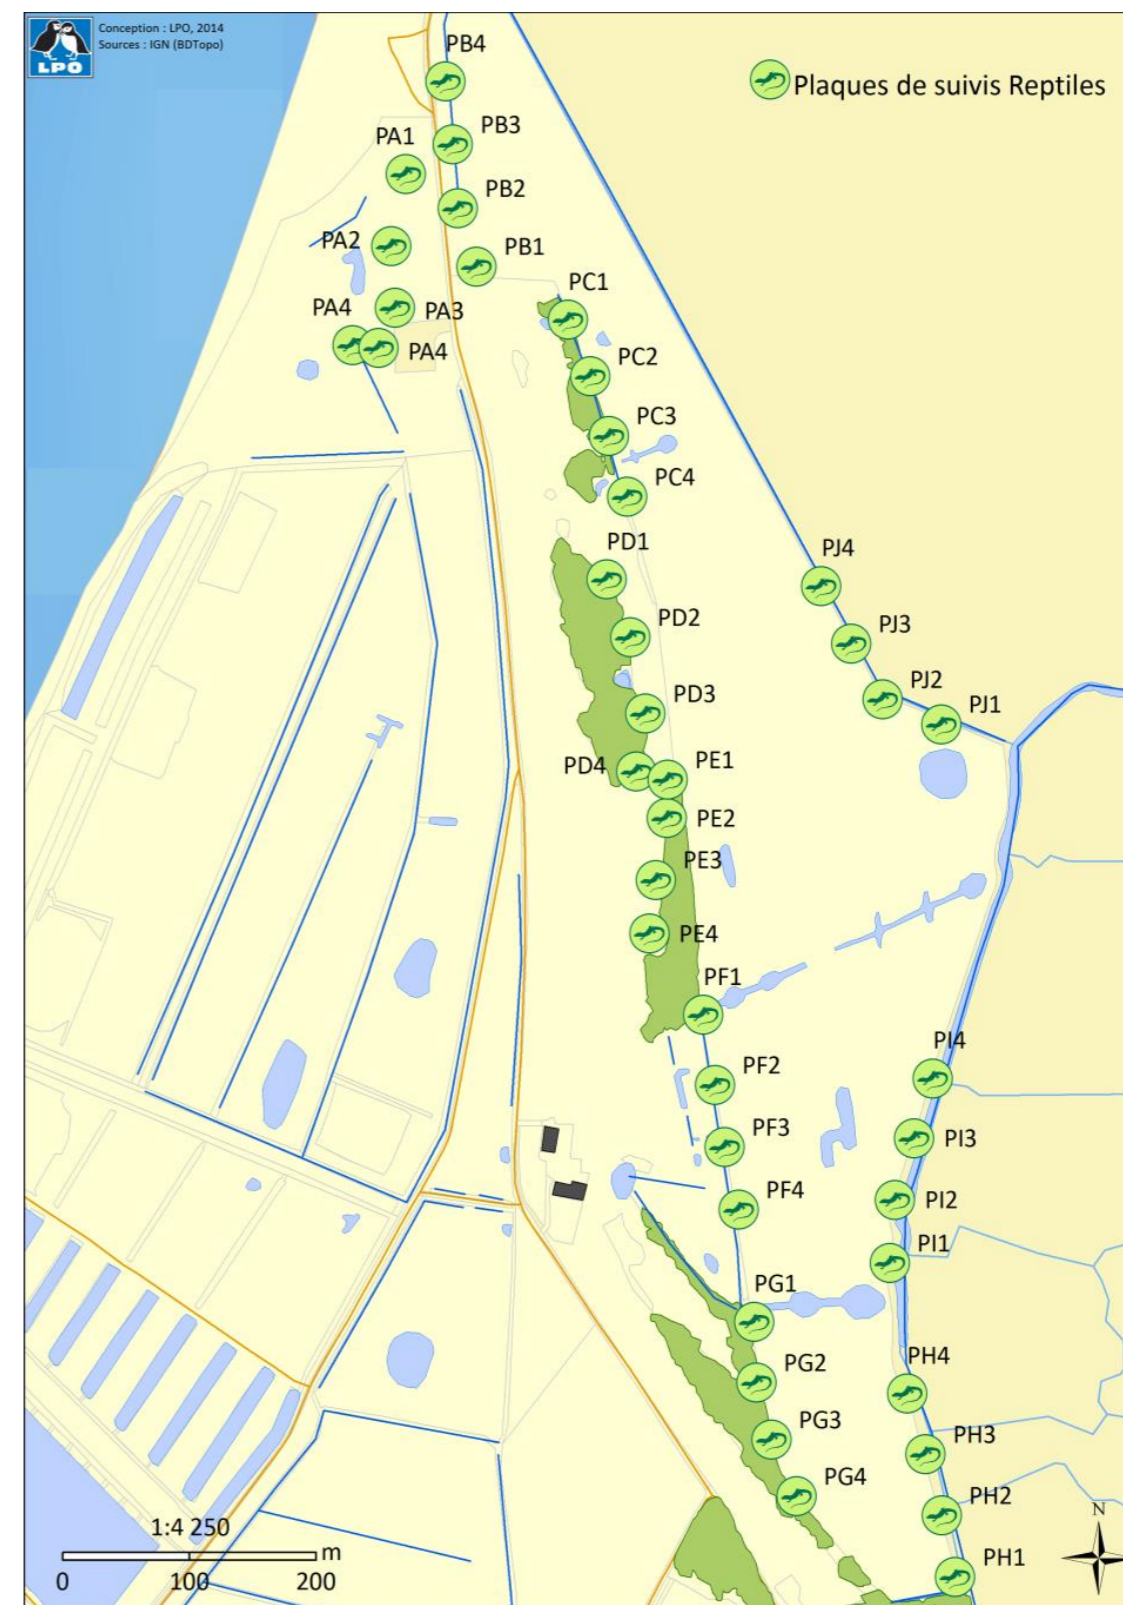 Conception : LPO, 2014
Sources : IGN (BDTopo)
LPO
PB4
Plaques de suivis Reptiles
PB3
PA1
PB2
PA2
PB1
PC1
PA4
PA3
PA4
PC2
PC3
PC4
PD1
PJ4
PD2
PJ3
PJ2
PD3
PJ1
PD4
PE1
PE2
PE3
PE4
PF1
PI4
PF2
PF3
PI3
PF4
PI2
PI1
PG1
PG2
PH4
PG3
PH3
PG4
PH2
N
1:4 250
m
0
100
200
PH1